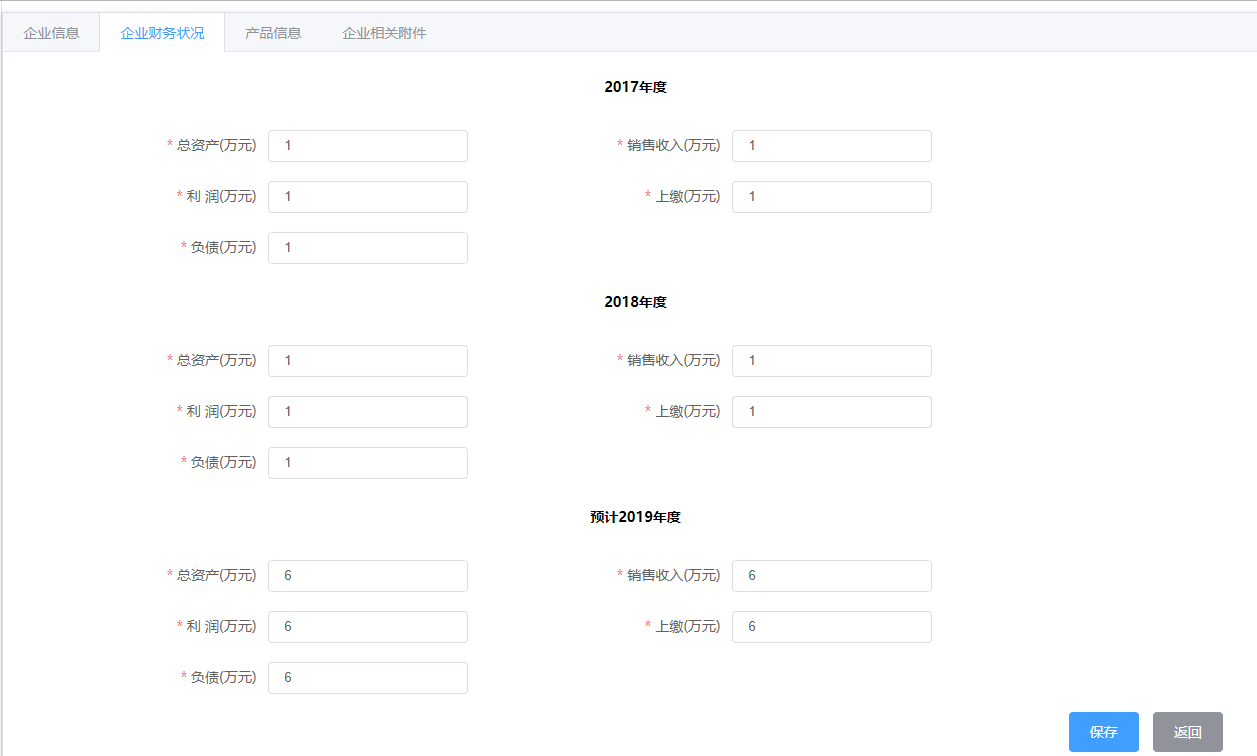 企业信息 企业财务状况 产品信息 企业相关附件
2017年度
* 总资产(万元) 1 * 销售收入(万元) 1
* 利 润(万元) 1 * 上缴(万元) 1
* 负债(万元) 1
2018年度
* 总资产(万元) 1 * 销售收入(万元) 1
* 利 润(万元) 1 * 上缴(万元) 1
* 负债(万元) 1
预计2019年度
* 总资产(万元) 6 * 销售收入(万元) 6
* 利 润(万元) 6 * 上缴(万元) 6
* 负债(万元) 6
保存 返回